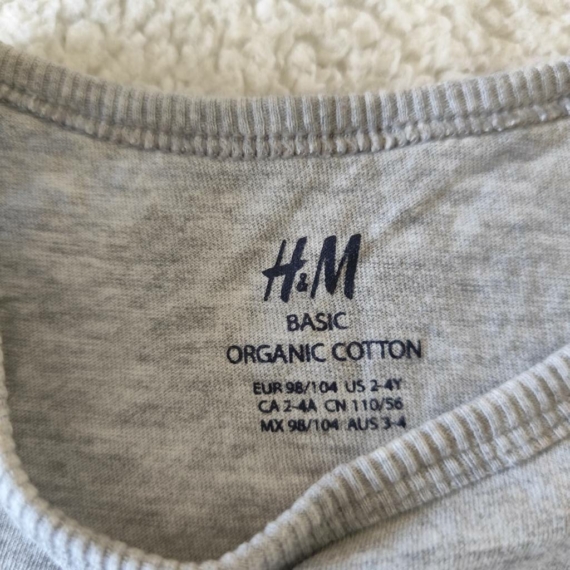 H&M
BASIC
ORGANIC COTTON
EUR 98/104 US 2-4Y
CA 2-4A CN 110/56
MX 98/104 AUS 3-4